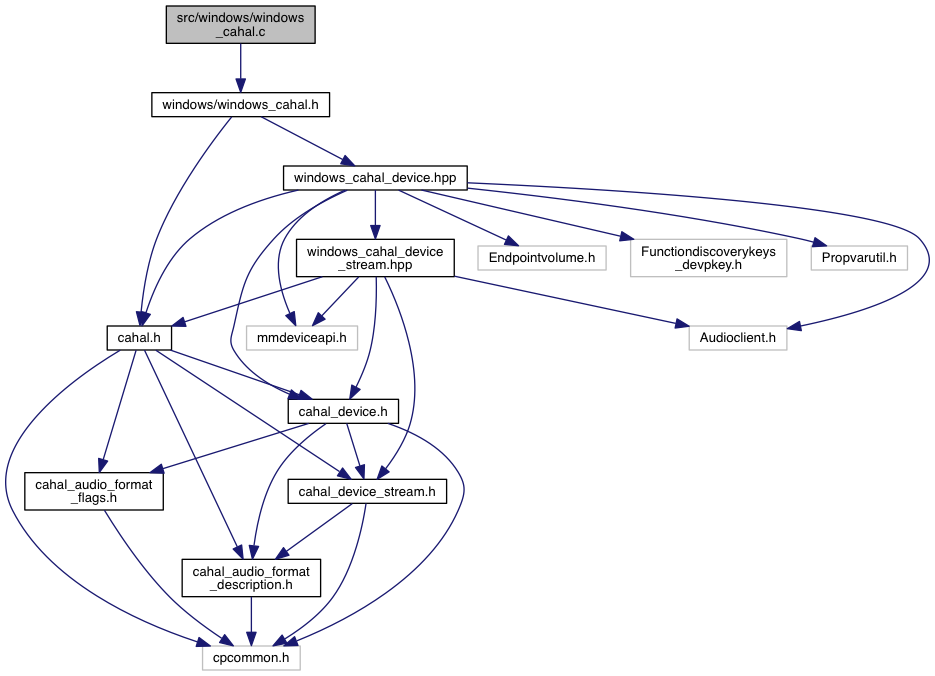 src/windows/windows
_cahal.c
windows/windows_cahal.h
windows_cahal_device.hpp
windows_cahal_device
_stream.hpp
Endpointvolume.h
Functiondiscoverykeys
_devpkey.h
Propvarutil.h
cahal.h
mmdeviceapi.h
Audioclient.h
cahal_device.h
cahal_audio_format
_flags.h
cahal_device_stream.h
cahal_audio_format
_description.h
cpcommon.h